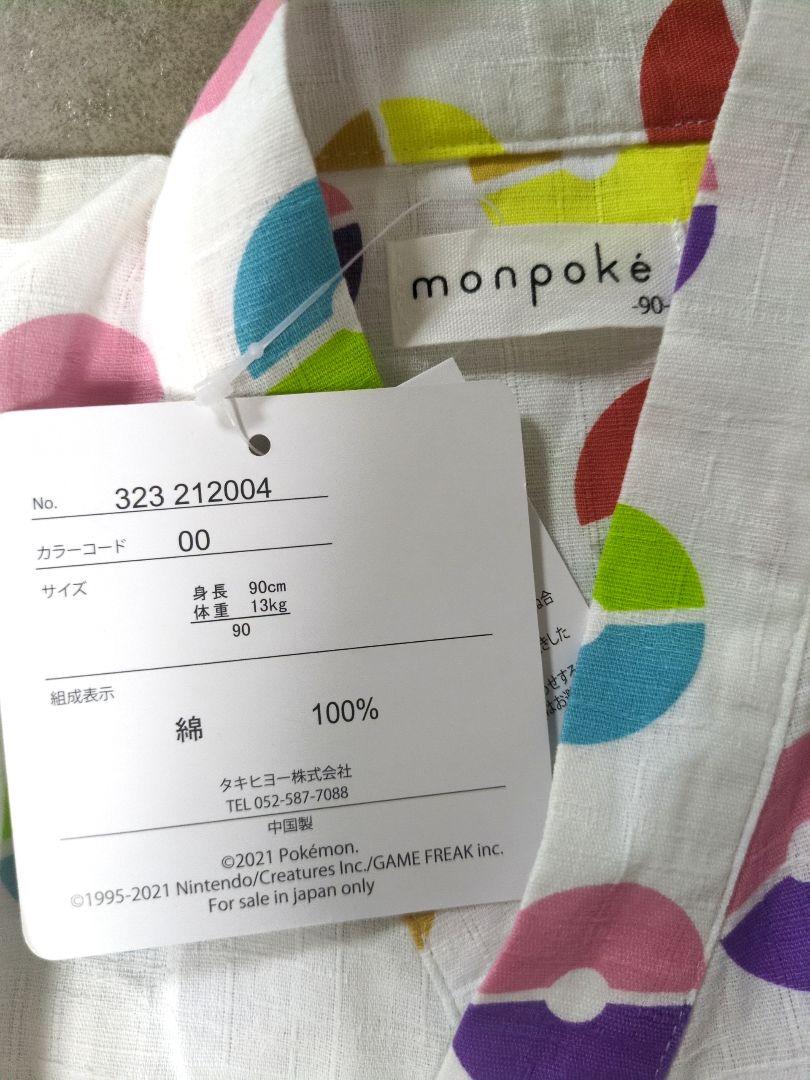 monpoké
-90-
No. 323 212004
カラーコード 00
サイズ
身長 90cm
体重 13kg
90
組成表示
綿 100%
タキヒヨー株式会社
TEL 052-587-7088
中国製
©2021 Pokémon.
©1995-2021 Nintendo/Creatures Inc./GAME FREAK inc.
For sale in japan only